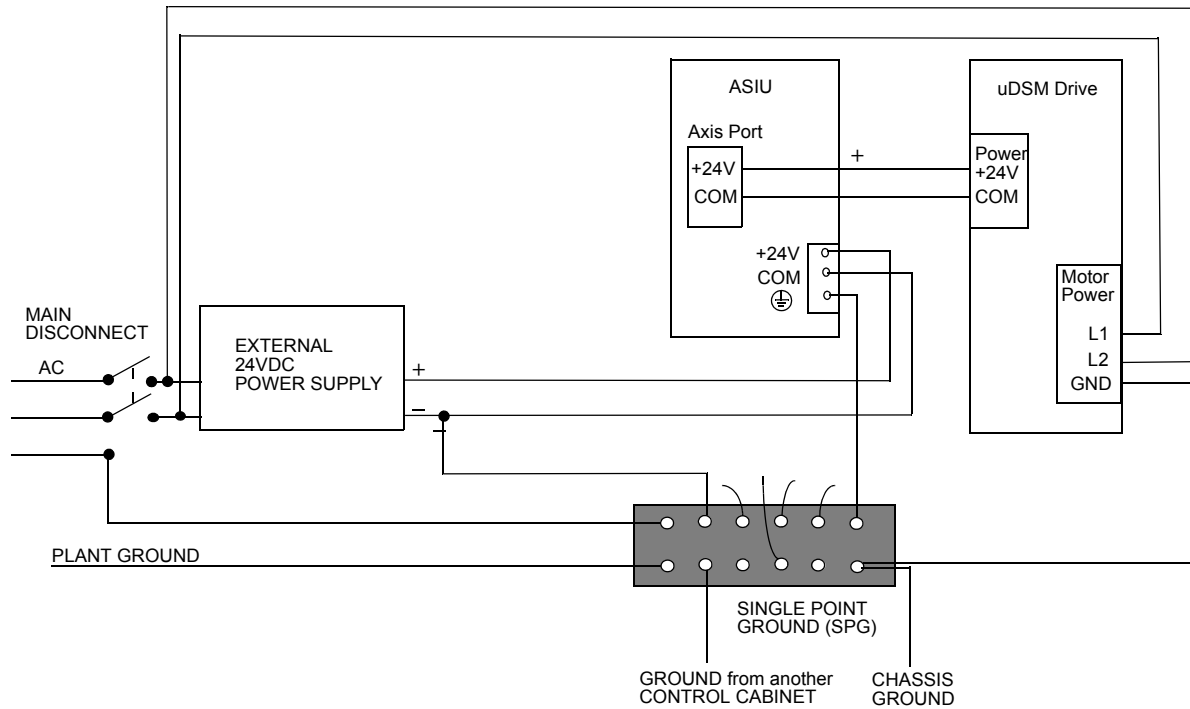 ASIU
uDSM Drive
Axis Port
+24V
COM
+
Power
+24V
COM
+24V
COM
Motor
Power
L1
L2
GND
MAIN
DISCONNECT
AC
EXTERNAL
24VDC
POWER SUPPLY
+
−
PLANT GROUND
SINGLE POINT
GROUND (SPG)
GROUND from another
CONTROL CABINET
CHASSIS
GROUND